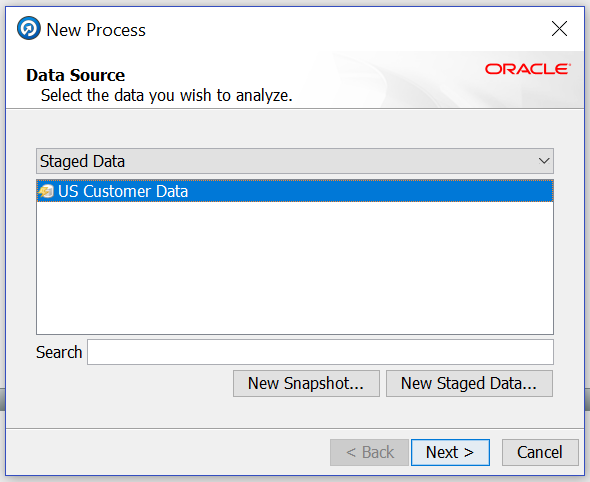 New Process
Data Source
ORACLE
Select the data you wish to analyze.
Staged Data
US Customer Data
Search
New Snapshot... New Staged Data...
< Back Next > Cancel